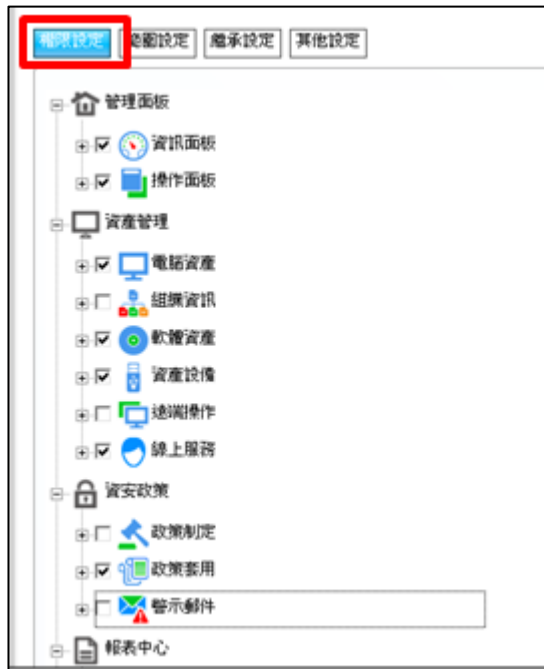 權限設定 範圍設定 繼承設定 其他設定
管理面板
資訊面板
操作面板
資產管理
電腦資產
組織資訊
軟體資產
資產設備
遠端操作
線上服務
資安政策
政策制定
政策套用
警示郵件
報表中心